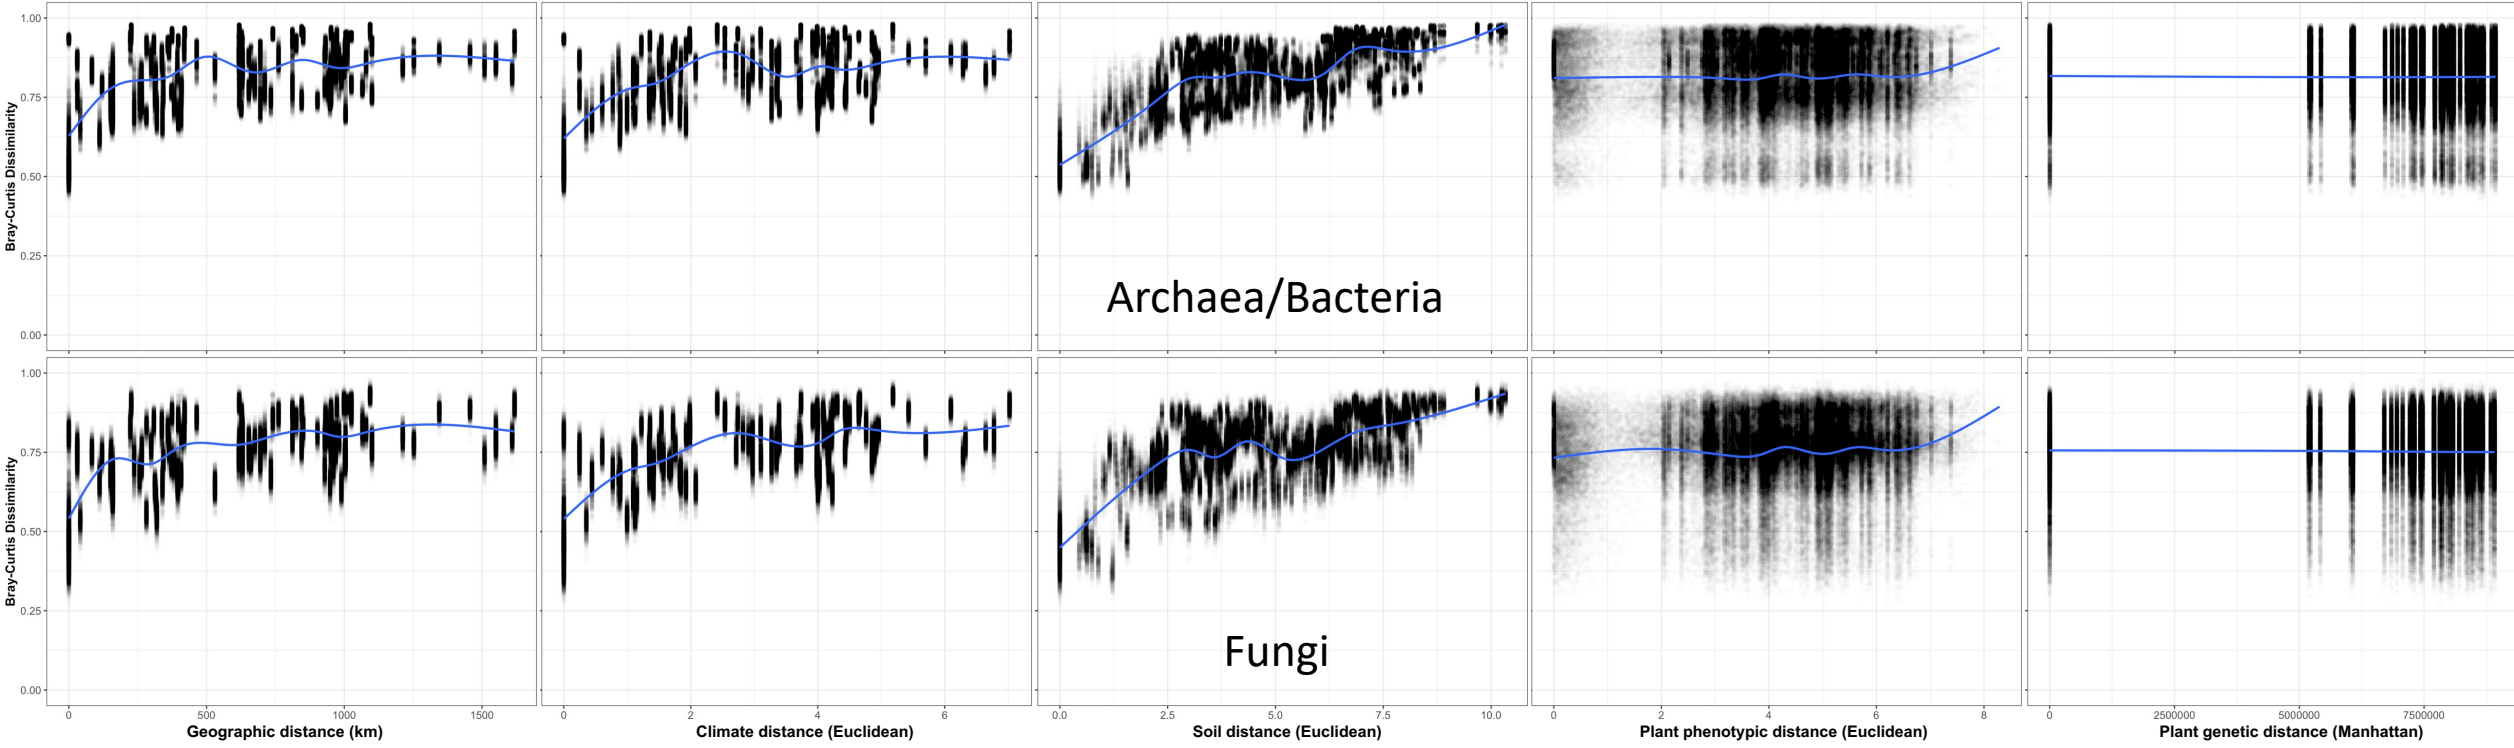 1.00
0.75
0.50
0.25
0.00
Bray-Curtis Dissimilarity
Archaea/Bacteria
1.00
0.75
0.50
0.25
0.00
Bray-Curtis Dissimilarity
Fungi
0 500 1000 1500
Geographic distance (km)
0 2 4 6
Climate distance (Euclidean)
0.0 2.5 5.0 7.5 10.0
Soil distance (Euclidean)
0 2 4 6 8
Plant phenotypic distance (Euclidean)
0 2500000 5000000 7500000
Plant genetic distance (Manhattan)